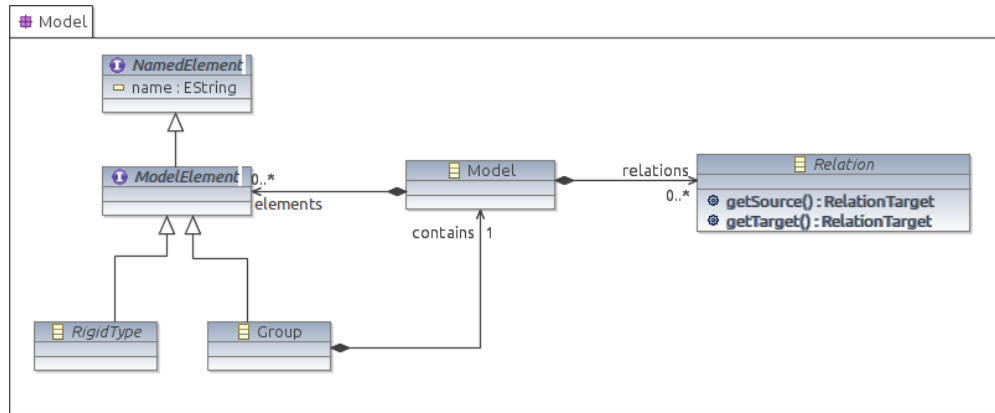 Model
NamedElement
name : EString
ModelElement
0..*
elements
Model
relations
0..*
Relation
getSource() : RelationTarget
getTarget() : RelationTarget
contains
1
RigidType
Group